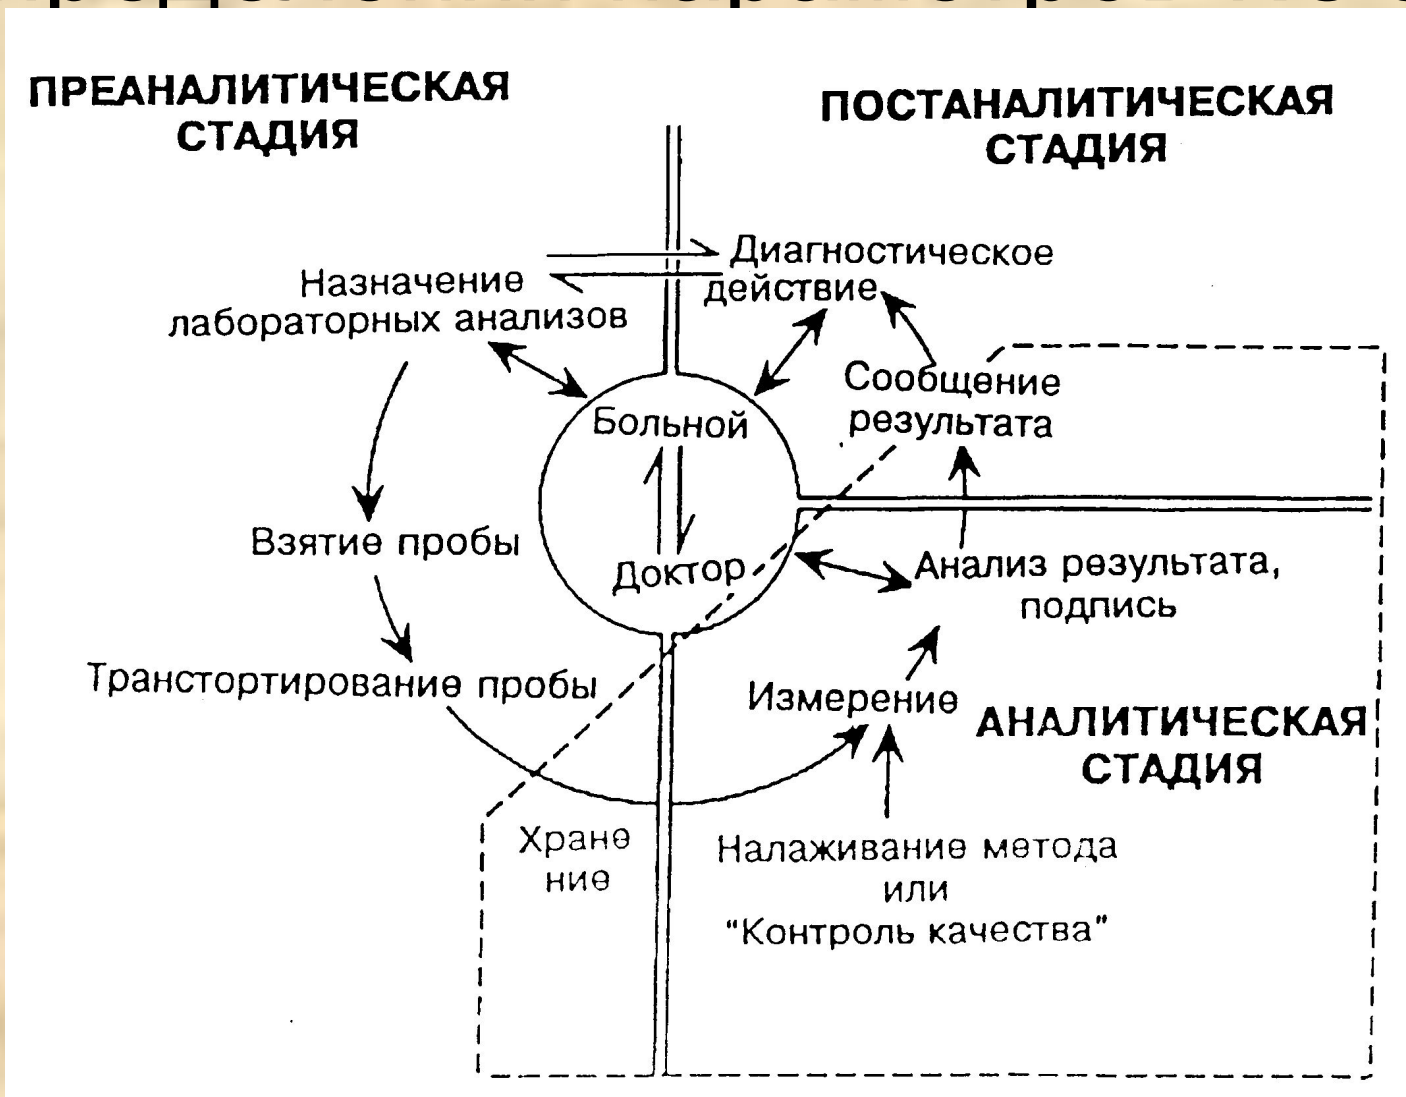 ПРЕАНАЛИТИЧЕСКАЯ
СТАДИЯ
ПОСТАНАЛИТИЧЕСКАЯ
СТАДИЯ
Назначение
лабораторных анализов
Диагностическое
действие
Сообщение
результата
Больной
Доктор
Взятие пробы
Транстортирование пробы
Анализ результата,
подпись
Измерение
АНАЛИТИЧЕСКАЯ
СТАДИЯ
Хране
ние
Налаживание метода
или
"Контроль качества"